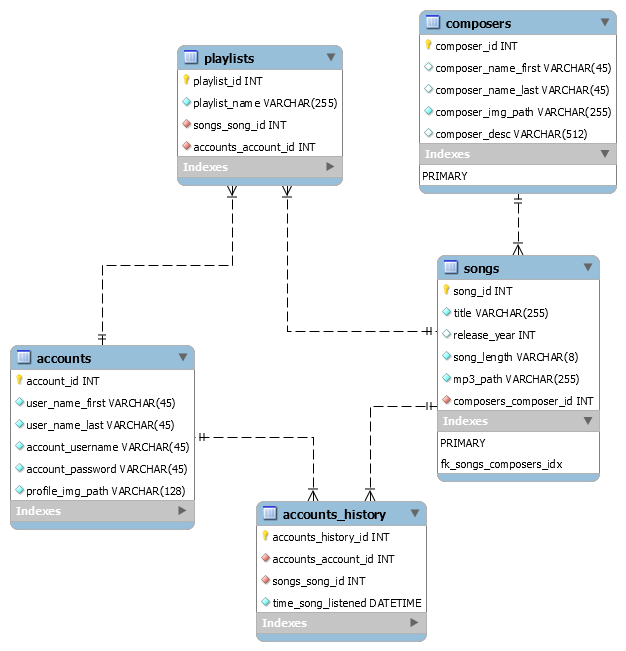 composers
composer_id INT
composer_name_first VARCHAR(45)
composer_name_last VARCHAR(45)
composer_img_path VARCHAR(255)
composer_desc VARCHAR(512)
Indexes
PRIMARY
playlists
playlist_id INT
playlist_name VARCHAR(255)
songs_song_id INT
accounts_account_id INT
Indexes
songs
song_id INT
title VARCHAR(255)
release_year INT
song_length VARCHAR(8)
mp3_path VARCHAR(255)
composers_composer_id INT
Indexes
PRIMARY
fk_songs_composers_idx
accounts
account_id INT
user_name_first VARCHAR(45)
user_name_last VARCHAR(45)
account_username VARCHAR(45)
account_password VARCHAR(45)
profile_img_path VARCHAR(128)
Indexes
accounts_history
accounts_history_id INT
accounts_account_id INT
songs_song_id INT
time_song_listened DATETIME
Indexes